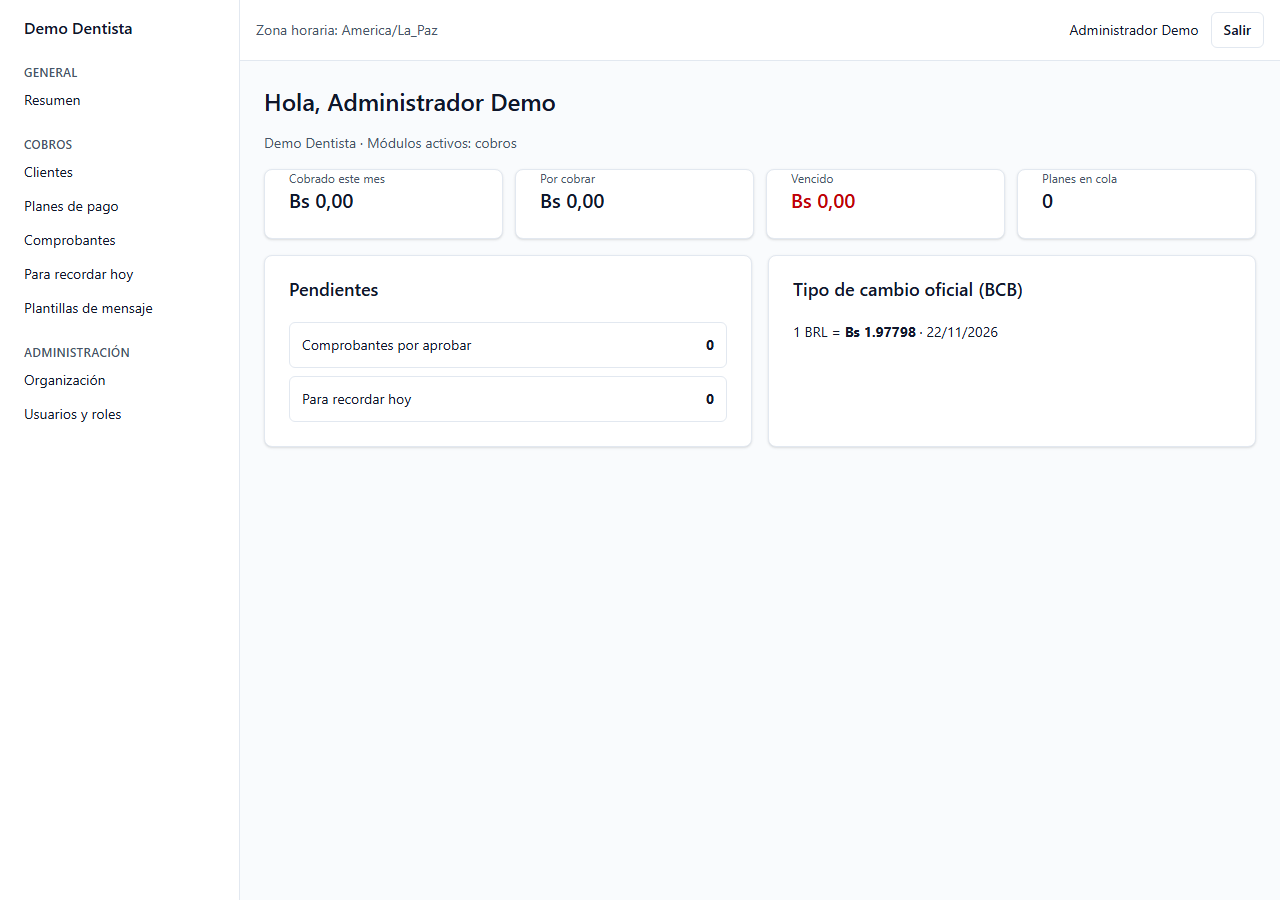 Demo Dentista
GENERAL
Resumen
COBROS
Clientes
Planes de pago
Comprobantes
Para recordar hoy
Plantillas de mensaje
ADMINISTRACIÓN
Organización
Usuarios y roles
Zona horaria: America/La_Paz
Administrador Demo
Salir
Hola, Administrador Demo
Demo Dentista · Módulos activos: cobros
Cobrado este mes
Bs 0,00
Por cobrar
Bs 0,00
Vencido
Bs 0,00
Planes en cola
0
Pendientes
Comprobantes por aprobar 0
Para recordar hoy 0
Tipo de cambio oficial (BCB)
1 BRL = Bs 1.97798 · 22/11/2026